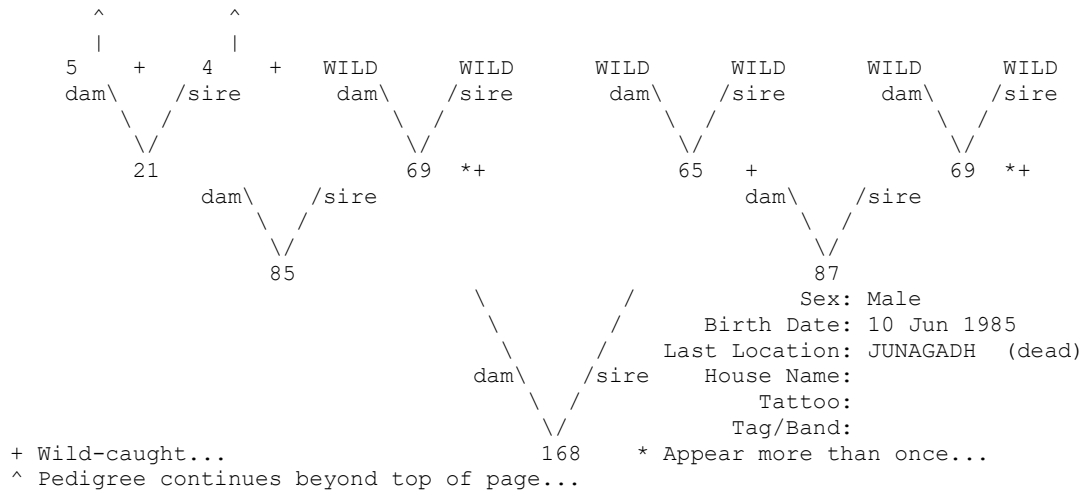 ^ ^
| |
5 + 4 + WILD WILD WILD WILD WILD WILD
dam\ /sire dam\ /sire dam\ /sire dam\ /sire
\ / \ / \ / \ /
\/ \/ \/ \/
21 69 *+ 65 + 69 *+
dam\ /sire dam\ /sire
\ / \ /
\/ \/
85 87
\ / Sex: Male
\ / Birth Date: 10 Jun 1985
\ / Last Location: JUNAGADH (dead)
dam\ /sire House Name:
\ / Tattoo:
\/ Tag/Band:
+ Wild-caught... 168 * Appear more than once...
^ Pedigree continues beyond top of page...